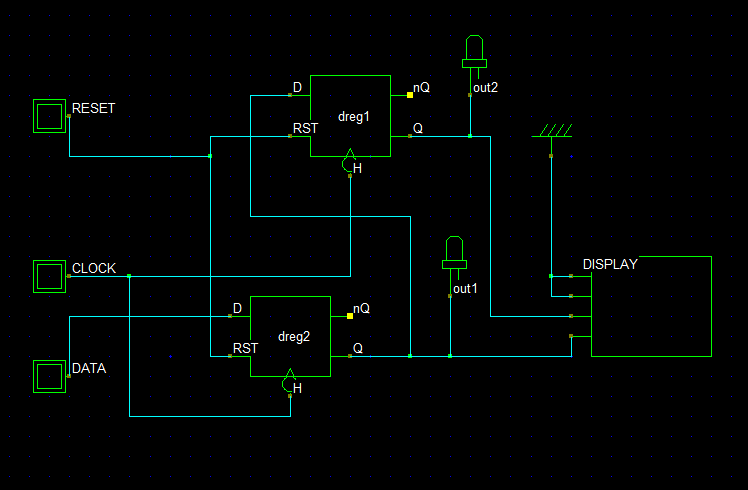 out2
D
nQ
dreg1
RESET
RST
Q
H
DISPLAY
CLOCK
out1
D
nQ
dreg2
RST
Q
DATA
H